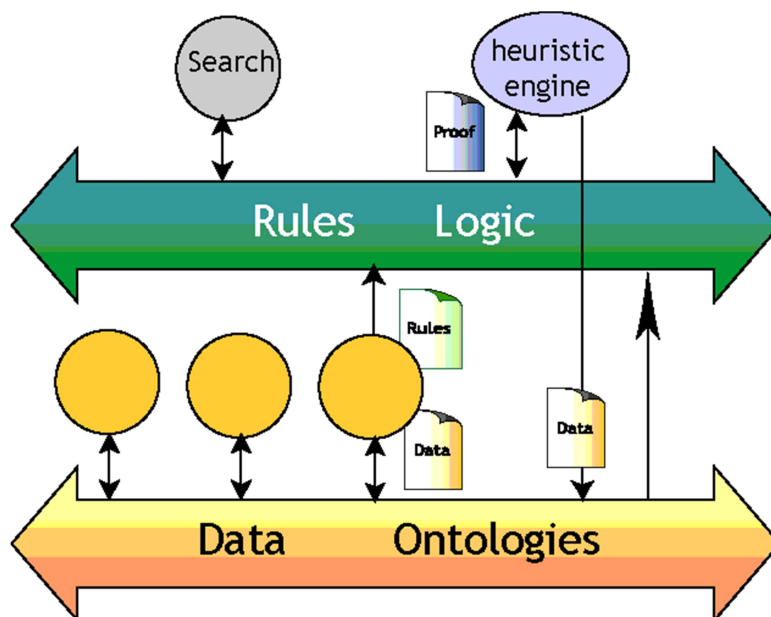 Search
heuristic
engine
Proof
Rules Logic
Rules
Data
Data
Data Ontologies